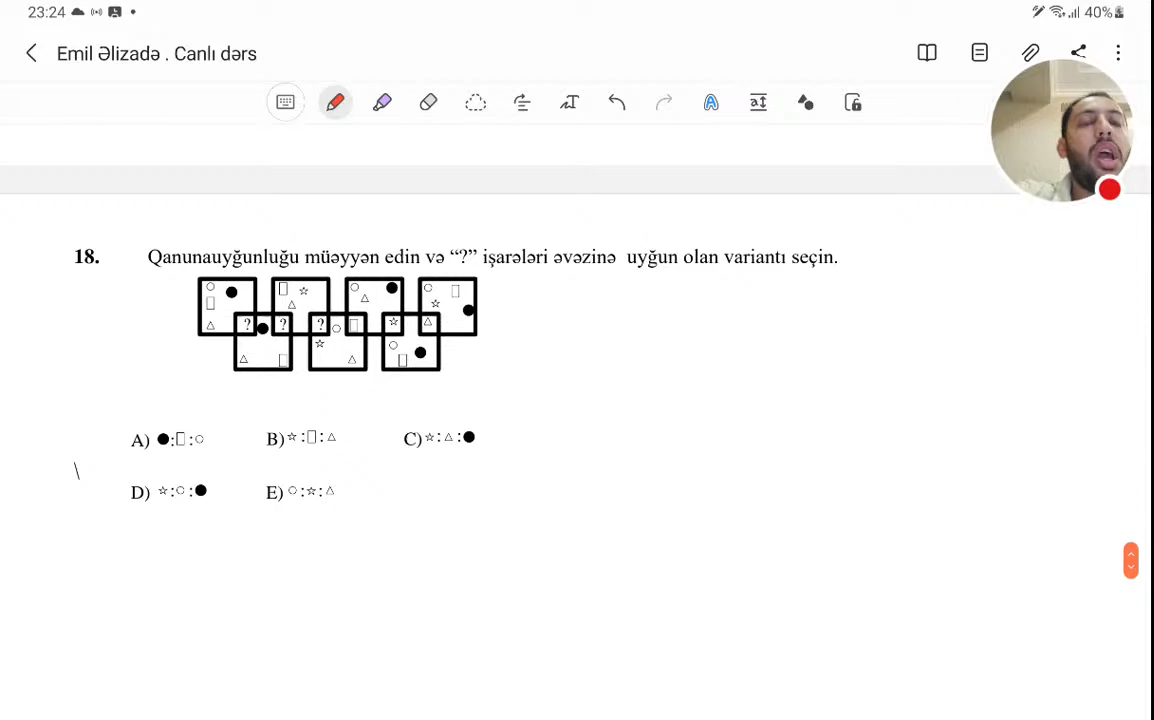 23:24 40%
Emil Əlizadə . Canlı dərs
18. Qanunauyğunluğu müəyyən edin və “?” işarələri əvəzinə uyğun olan variantı seçin.
? ? ?
A) ●:▯:○ B) ☆:▯:△ C) ☆:△:●
\
D) ☆:○:● E) ○:☆:△